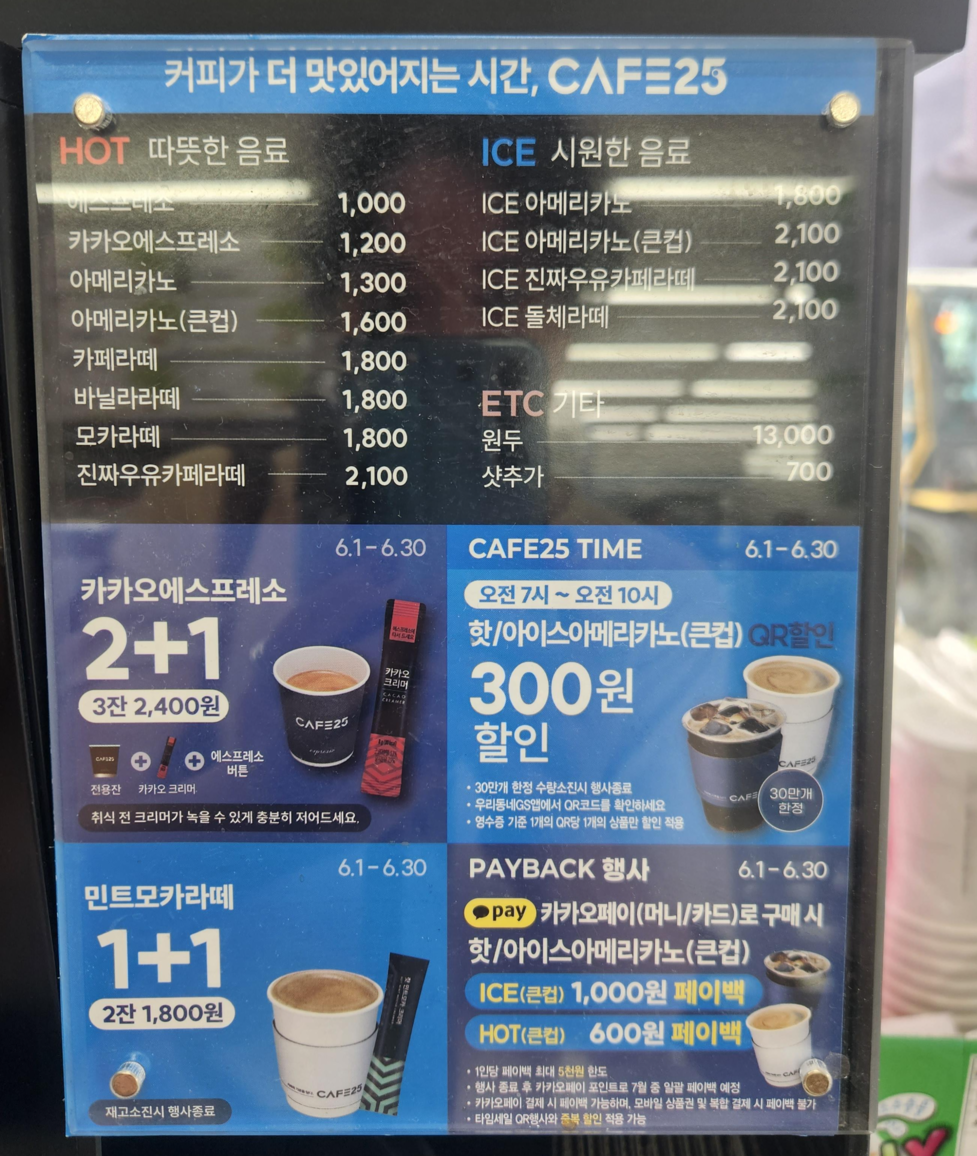 커피가 더 맛있어지는 시간, CAFE25
HOT 따뜻한 음료
에스프레소 1,000
카카오에스프레소 1,200
아메리카노 1,300
아메리카노(큰컵) 1,600
카페라떼 1,800
바닐라라떼 1,800
모카라떼 1,800
진짜우유카페라떼 2,100
ICE 시원한 음료
ICE 아메리카노 1,800
ICE 아메리카노(큰컵) 2,100
ICE 진짜우유카페라떼 2,100
ICE 돌체라떼 2,100
ETC 기타
원두 13,000
샷추가 700
6.1-6.30
카카오에스프레소
2+1
3잔 2,400원
카카오
크리머
CAFE25
CAFE25
전용잔
카카오 크리머
에스프레소
버튼
취식 전 크리머가 녹을 수 있게 충분히 저어드세요.
CAFE25 TIME 6.1-6.30
오전 7시 ~ 오전 10시
핫/아이스아메리카노(큰컵) QR할인
300원
할인
CAFE25
30만개
한정
• 30만개 한정 수량소진시 행사종료
• 우리동네GS앱에서 QR코드를 확인하세요
• 영수증 기준 1개의 QR당 1개의 상품만 할인 적용
6.1-6.30
민트모카라떼
1+1
2잔 1,800원
CAFE25
재고소진시 행사종료
PAYBACK 행사 6.1-6.30
pay 카카오페이(머니/카드)로 구매 시
핫/아이스아메리카노(큰컵)
ICE(큰컵) 1,000원 페이백
HOT(큰컵) 600원 페이백
• 1인당 페이백 최대 5천원 한도
• 행사 종료 후 카카오페이 포인트로 7월 중 일괄 페이백 예정
• 카카오페이 결제 시 페이백 가능하며, 모바일 상품권 및 복합 결제 시 페이백 불가
• 타임세일 QR행사와 중복 할인 적용 가능